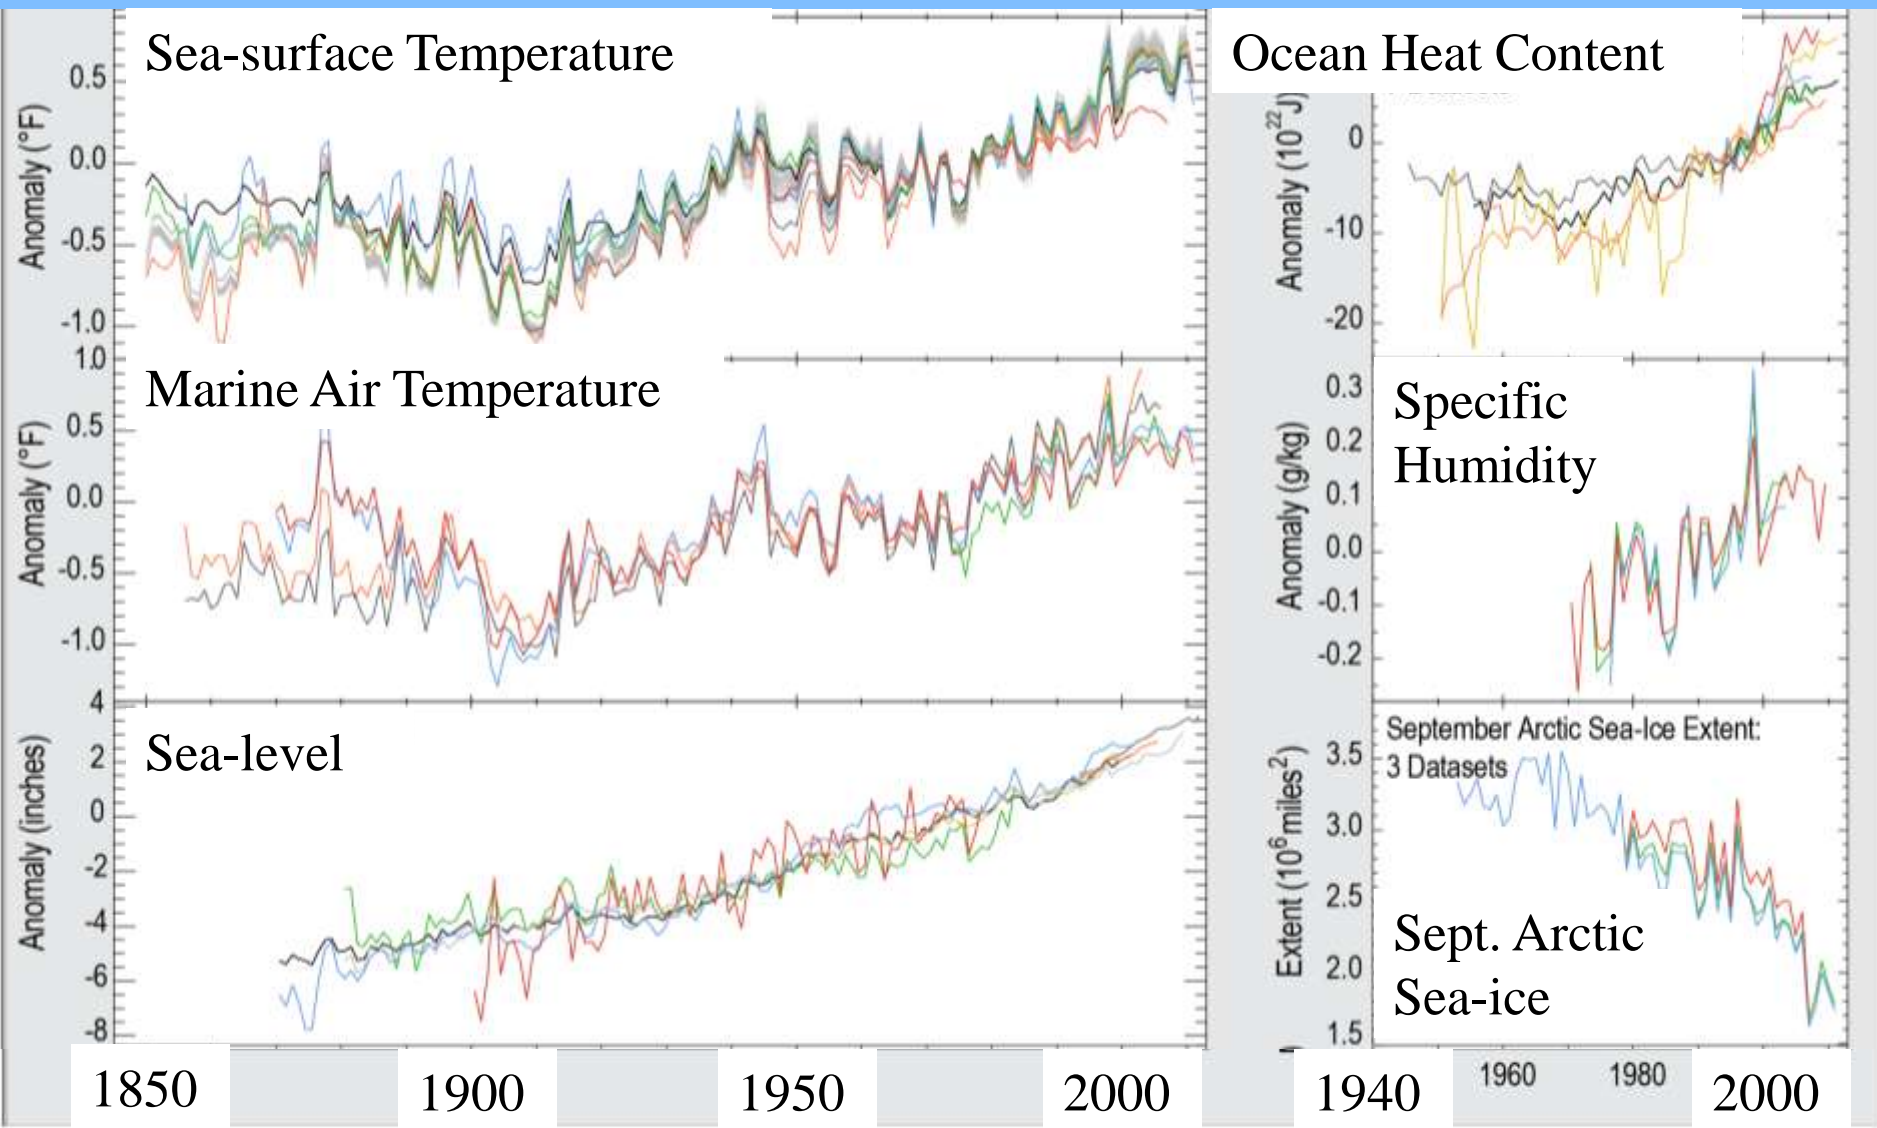 Sea-surface Temperature
Anomaly (°F)
0.5
0.0
-0.5
-1.0
Marine Air Temperature
Anomaly (°F)
1.0
0.5
0.0
-0.5
-1.0
Sea-level
Anomaly (inches)
4
2
0
-2
-4
-6
-8
1850
1900
1950
2000
Ocean Heat Content
Anomaly (10²²J)
0
-10
-20
Specific
Humidity
Anomaly (g/kg)
0.3
0.2
0.1
0.0
-0.1
-0.2
September Arctic Sea-Ice Extent:
3 Datasets
Extent (10⁶miles²)
3.5
3.0
2.5
2.0
1.5
Sept. Arctic
Sea-ice
1940
1960
1980
2000